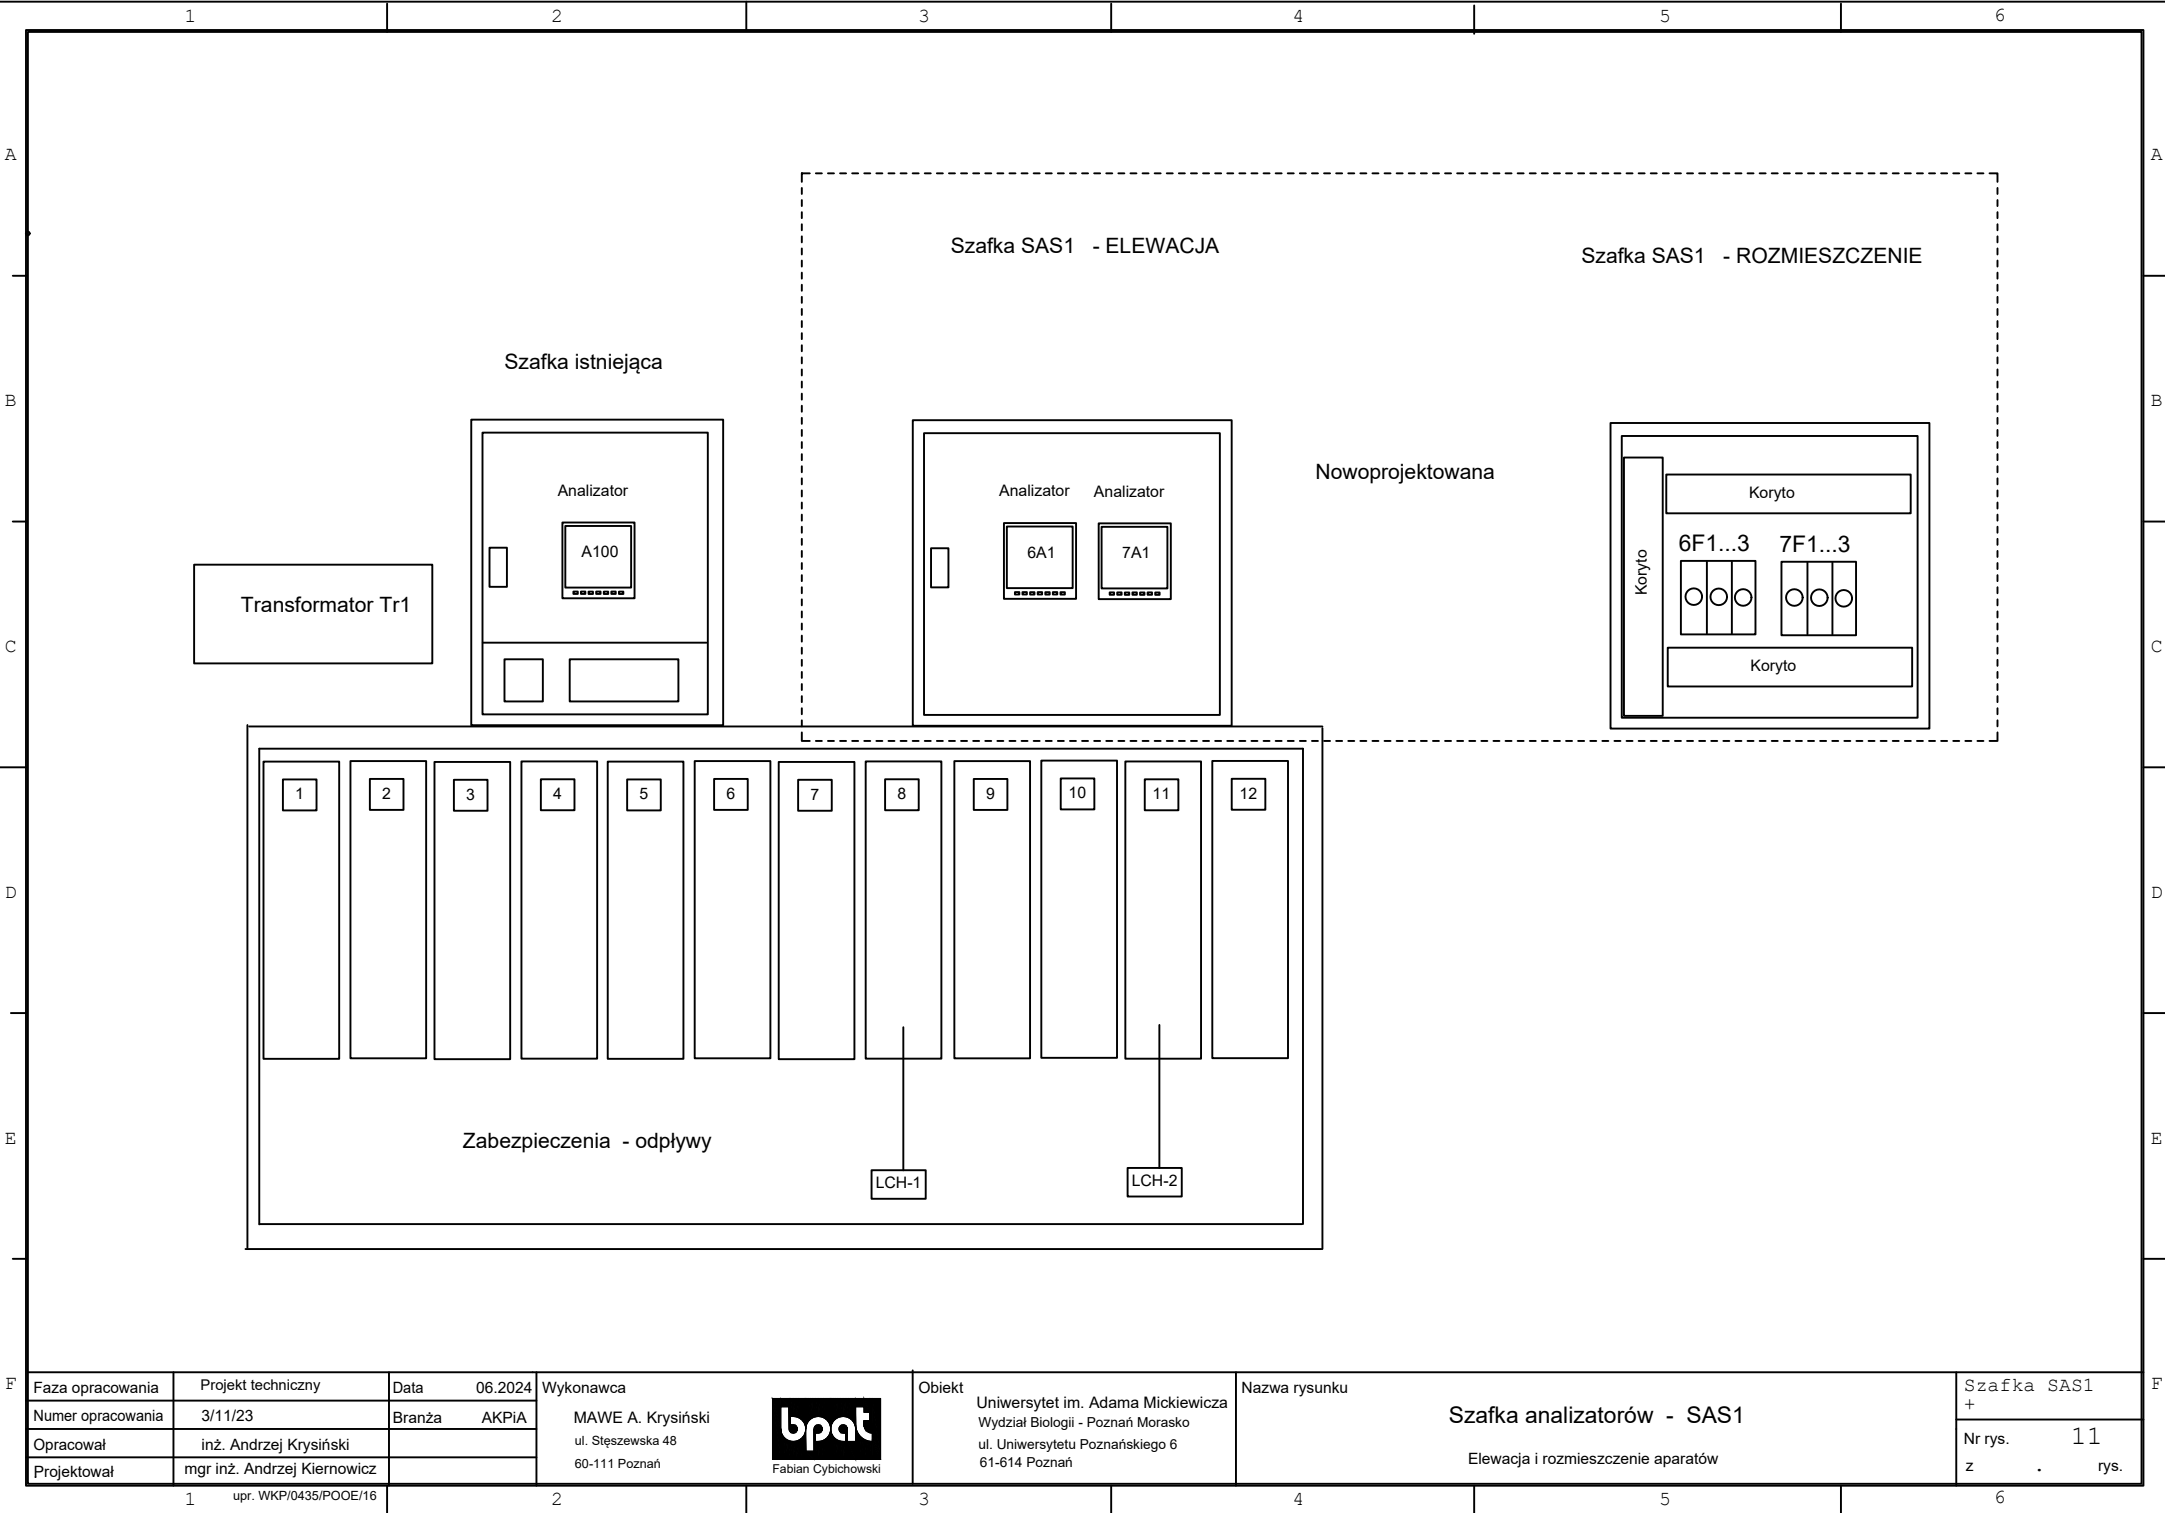 1 2 3 4 5 6
A A
Szafka SAS1 - ELEWACJA
Szafka SAS1 - ROZMIESZCZENIE
Szafka istniejąca
B B
Nowoprojektowana
Analizator
Analizator Analizator
Koryto
A100
6A1 7A1
6F1...3 7F1...3
Koryto
Transformator Tr1
C C
Koryto
1 2 3 4 5 6 7 8 9 10 11 12
D D
E E
Zabezpieczenia - odpływy
LCH-1 LCH-2
F F
Faza opracowania Projekt techniczny
Numer opracowania 3/11/23
Opracował inż. Andrzej Krysiński
Projektował mgr inż. Andrzej Kiernowicz
upr. WKP/0435/POOE/16
Data 06.2024
Branża AKPiA
Wykonawca
MAWE A. Krysiński
ul. Stęszewska 48
60-111 Poznań
bpat
Fabian Cybichowski
Obiekt
Uniwersytet im. Adama Mickiewicza
Wydział Biologii - Poznań Morasko
ul. Uniwersytetu Poznańskiego 6
61-614 Poznań
Nazwa rysunku
Szafka analizatorów - SAS1
Elewacja i rozmieszczenie aparatów
Szafka SAS1
+
Nr rys. 11
z . rys.
1 2 3 4 5 6